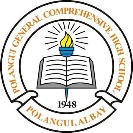 POLANGUI GENERAL COMPREHENSIVE HIGH SCHOOL
1948
POLANGUI, ALBAY